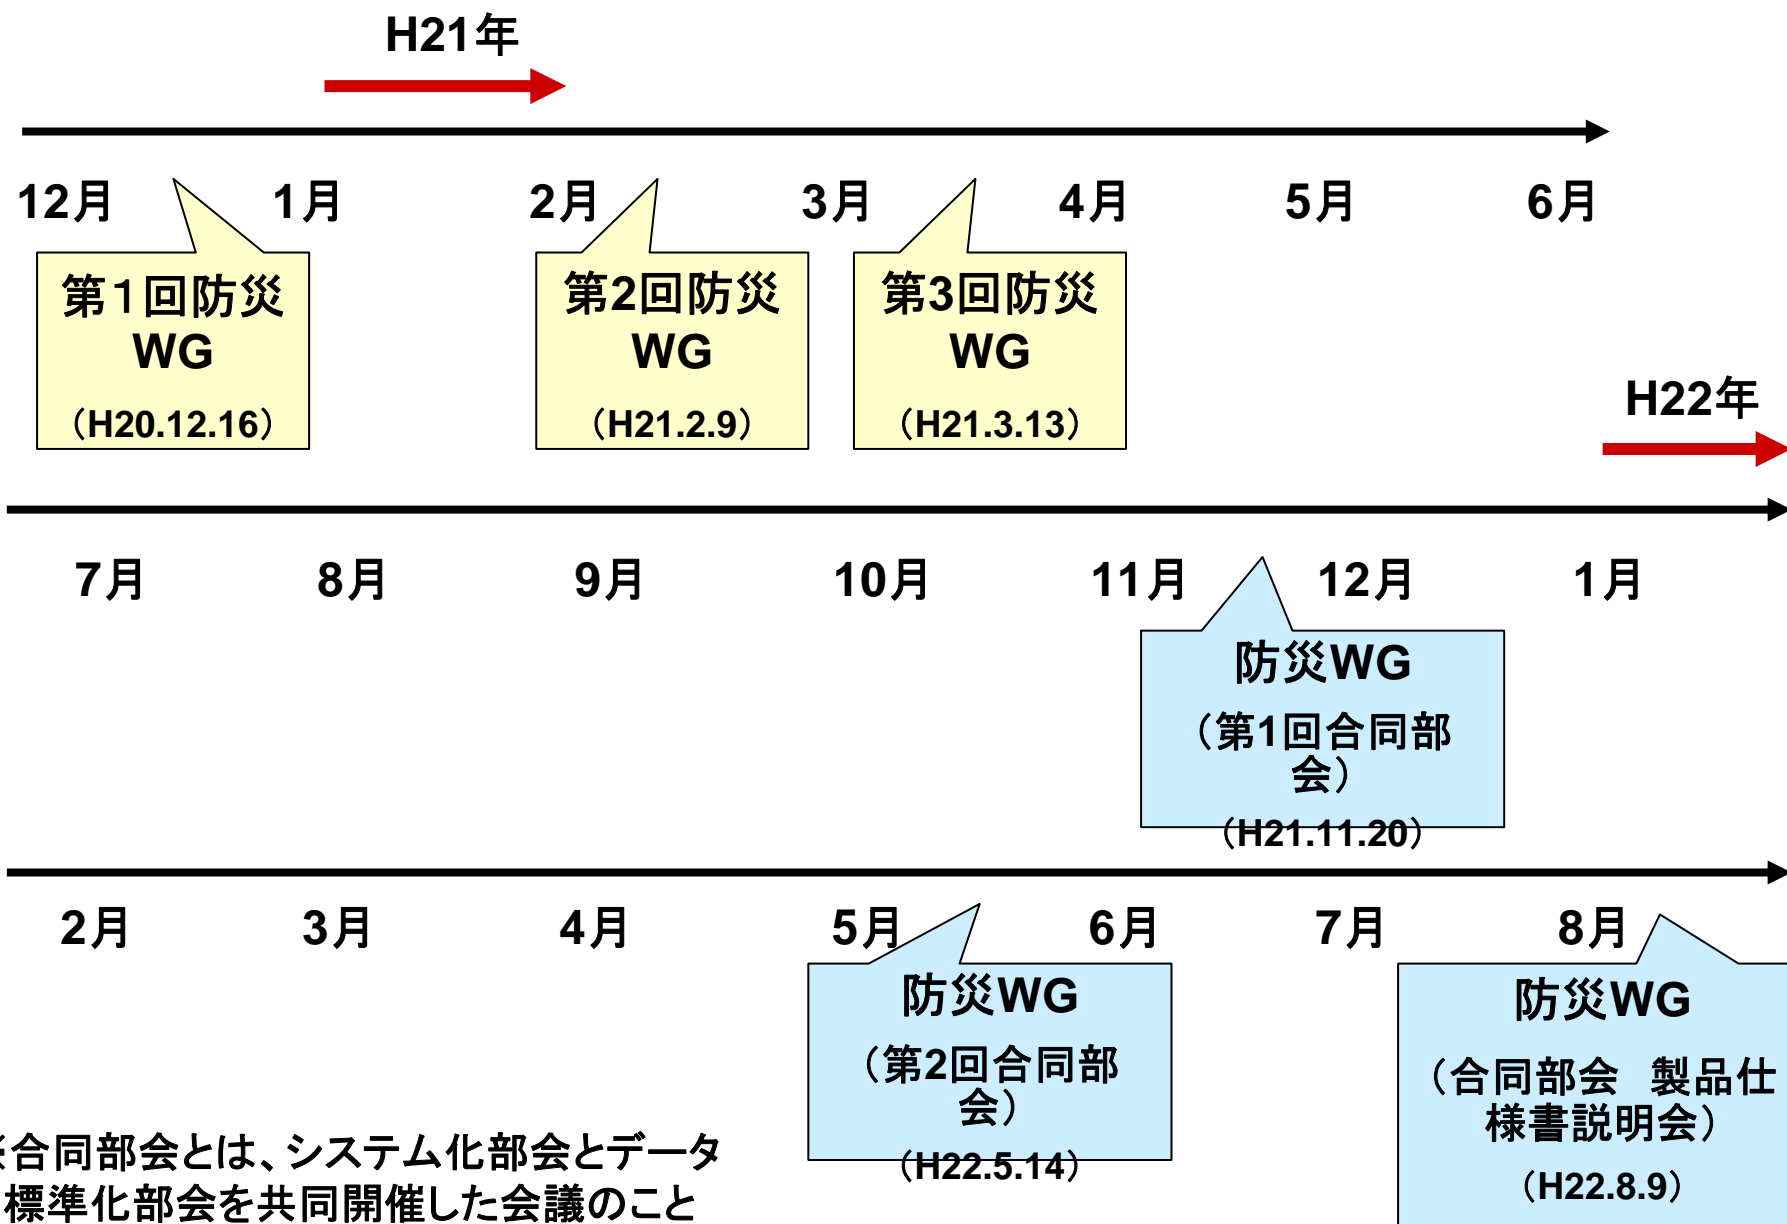 H21年
12月 1月 2月 3月 4月 5月 6月
第１回防災
WG
（H20.12.16）
第2回防災
WG
（H21.2.9）
第3回防災
WG
（H21.3.13）
H22年
7月 8月 9月 10月 11月 12月 1月
防災WG
（第1回合同部
会）
（H21.11.20）
2月 3月 4月 5月 6月 7月 8月
防災WG
（第2回合同部
会）
（H22.5.14）
防災WG
（合同部会　製品仕
様書説明会）
（H22.8.9）
※合同部会とは、システム化部会とデータ
標準化部会を共同開催した会議のこと